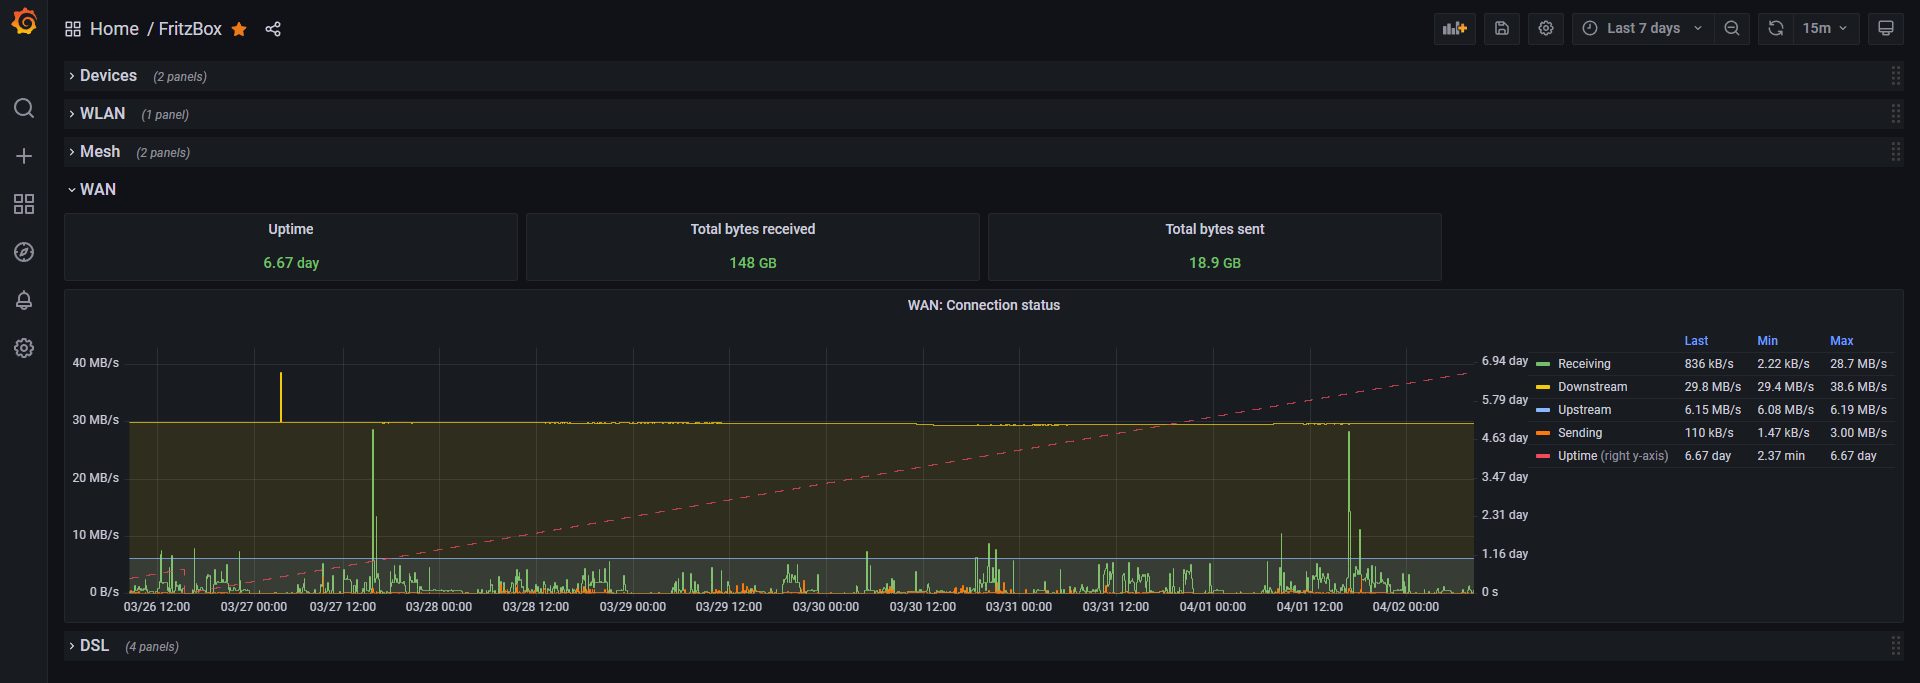 Home / FritzBox
Last 7 days
15m
Devices (2 panels)
WLAN (1 panel)
Mesh (2 panels)
WAN
Uptime
6.67 day
Total bytes received
148 GB
Total bytes sent
18.9 GB
WAN: Connection status
40 MB/s
30 MB/s
20 MB/s
10 MB/s
0 B/s
03/26 12:00 03/27 00:00 03/27 12:00 03/28 00:00 03/28 12:00 03/29 00:00 03/29 12:00 03/30 00:00 03/30 12:00 03/31 00:00 03/31 12:00 04/01 00:00 04/01 12:00 04/02 00:00
6.94 day
5.79 day
4.63 day
3.47 day
2.31 day
1.16 day
0 s
Last Min Max
Receiving 836 kB/s 2.22 kB/s 28.7 MB/s
Downstream 29.8 MB/s 29.4 MB/s 38.6 MB/s
Upstream 6.15 MB/s 6.08 MB/s 6.19 MB/s
Sending 110 kB/s 1.47 kB/s 3.00 MB/s
Uptime (right y-axis) 6.67 day 2.37 min 6.67 day
DSL (4 panels)